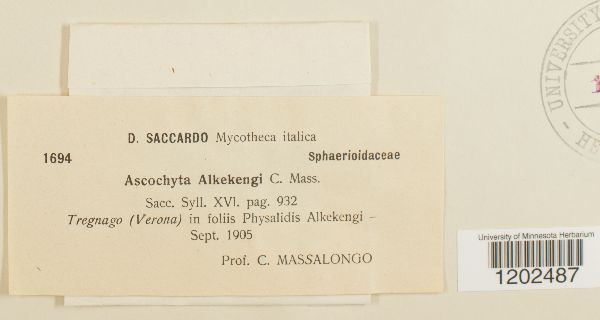 D. SACCARDO Mycotheca italica
1694
Sphaerioidaceae
Ascochyta Alkekengi C. Mass.
Sacc. Syll. XVI. pag. 932
Tregnago (Verona) in foliis Physalidis Alkekengi –
Sept. 1905
Prof. C. MASSALONGO
UNIVERSITY
University of Minnesota Herbarium
1202487